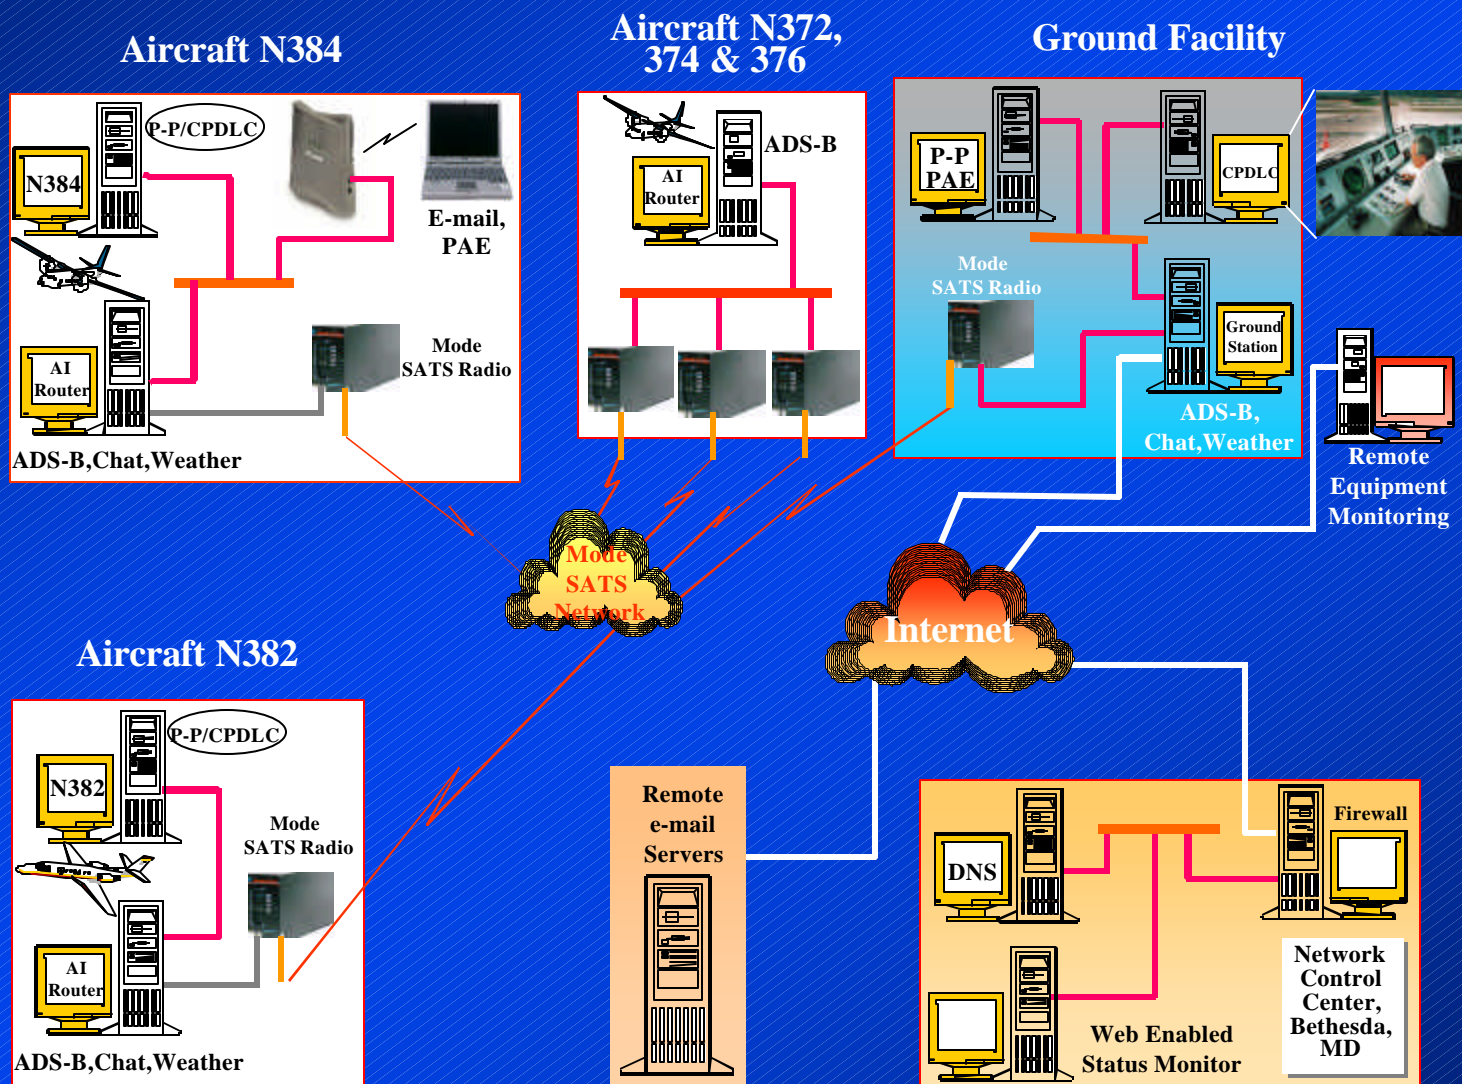 Aircraft N384
P-P/CPDLC
N384
E-mail,
PAE
AI
Router
Mode
SATS Radio
ADS-B,Chat,Weather
Aircraft N372,
374 & 376
ADS-B
AI
Router
Ground Facility
P-P
PAE
CPDLC
Mode
SATS Radio
Ground
Station
ADS-B,
Chat,Weather
Remote
Equipment
Monitoring
Mode
SATS
Network
Internet
Aircraft N382
P-P/CPDLC
N382
Mode
SATS Radio
AI
Router
ADS-B,Chat,Weather
Remote
e-mail
Servers
DNS
Firewall
Web Enabled
Status Monitor
Network
Control
Center,
Bethesda,
MD